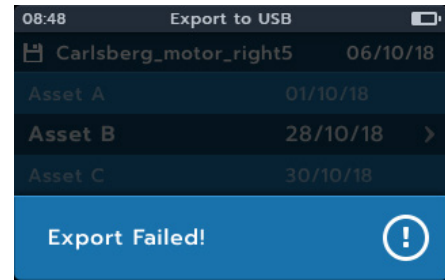 08:48 Export to USB
Carlsberg_motor_right5 06/10/18
Asset A 01/10/18
Asset B 28/10/18 >
Asset C 30/10/18
Export Failed!